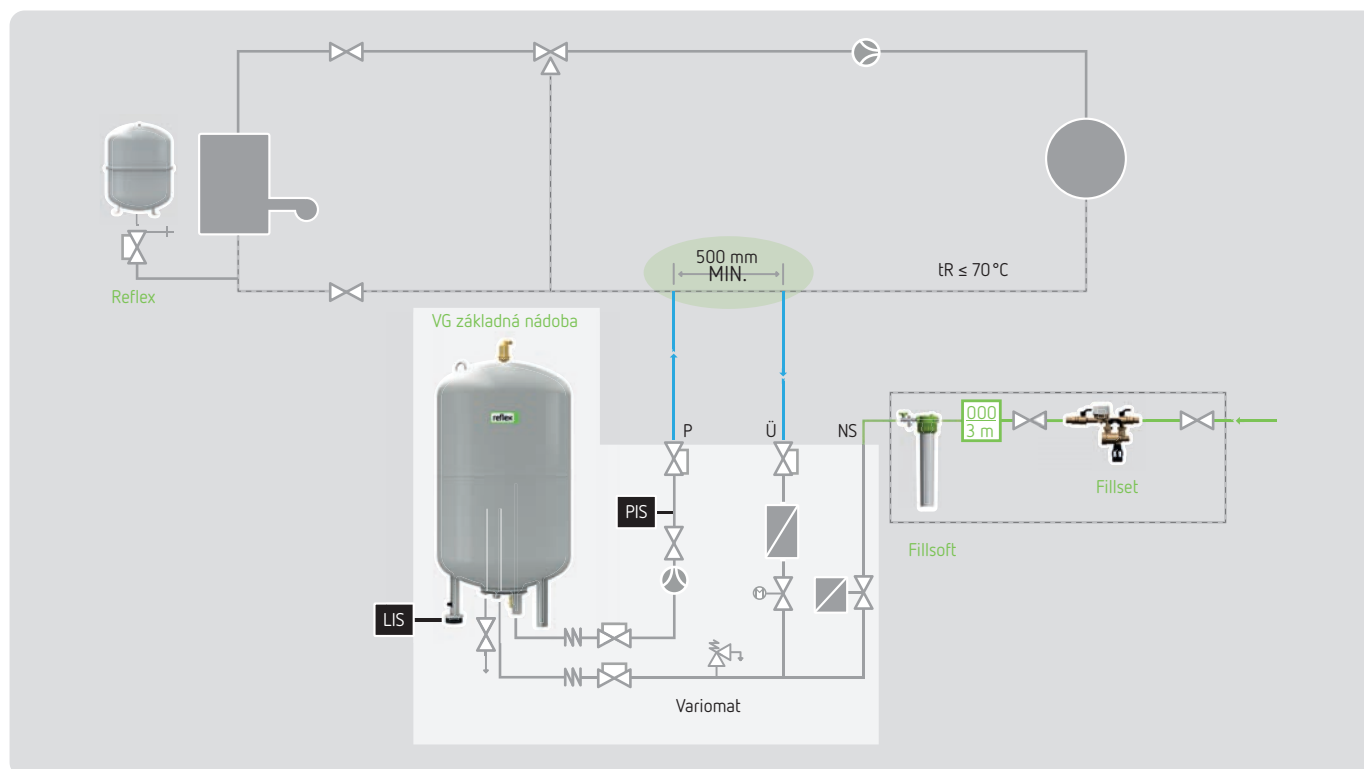 500 mm
MIN.
tR ≤ 70 °C
Reflex
VG základná nádoba
reflex
P
Ü
NS
000
3 m
Fillset
PIS
Fillsoft
M
LIS
Variomat